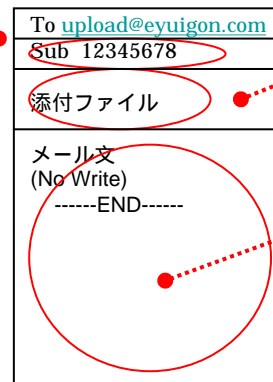 To upload@eyuigon.com
Sub 12345678
添付ファイル
メール文
(No Write)
------END------